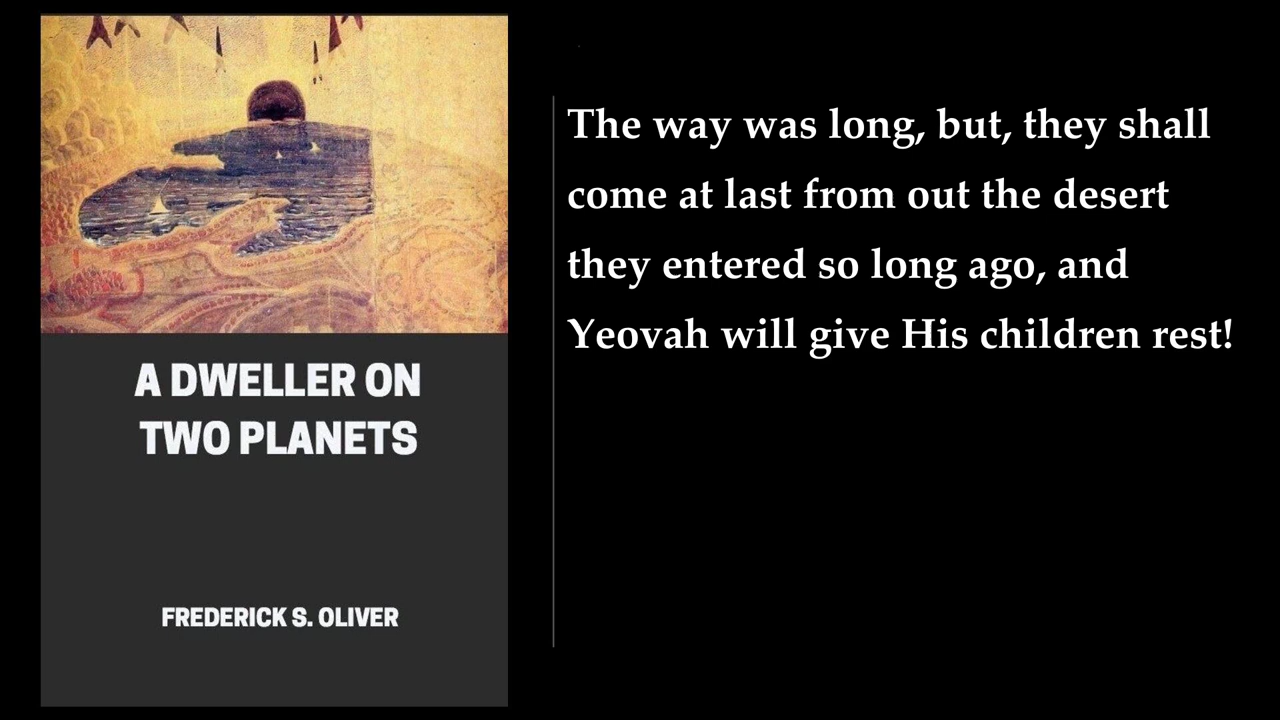 A DWELLER ON
TWO PLANETS
FREDERICK S. OLIVER
The way was long, but, they shall
come at last from out the desert
they entered so long ago, and
Yeovah will give His children rest!